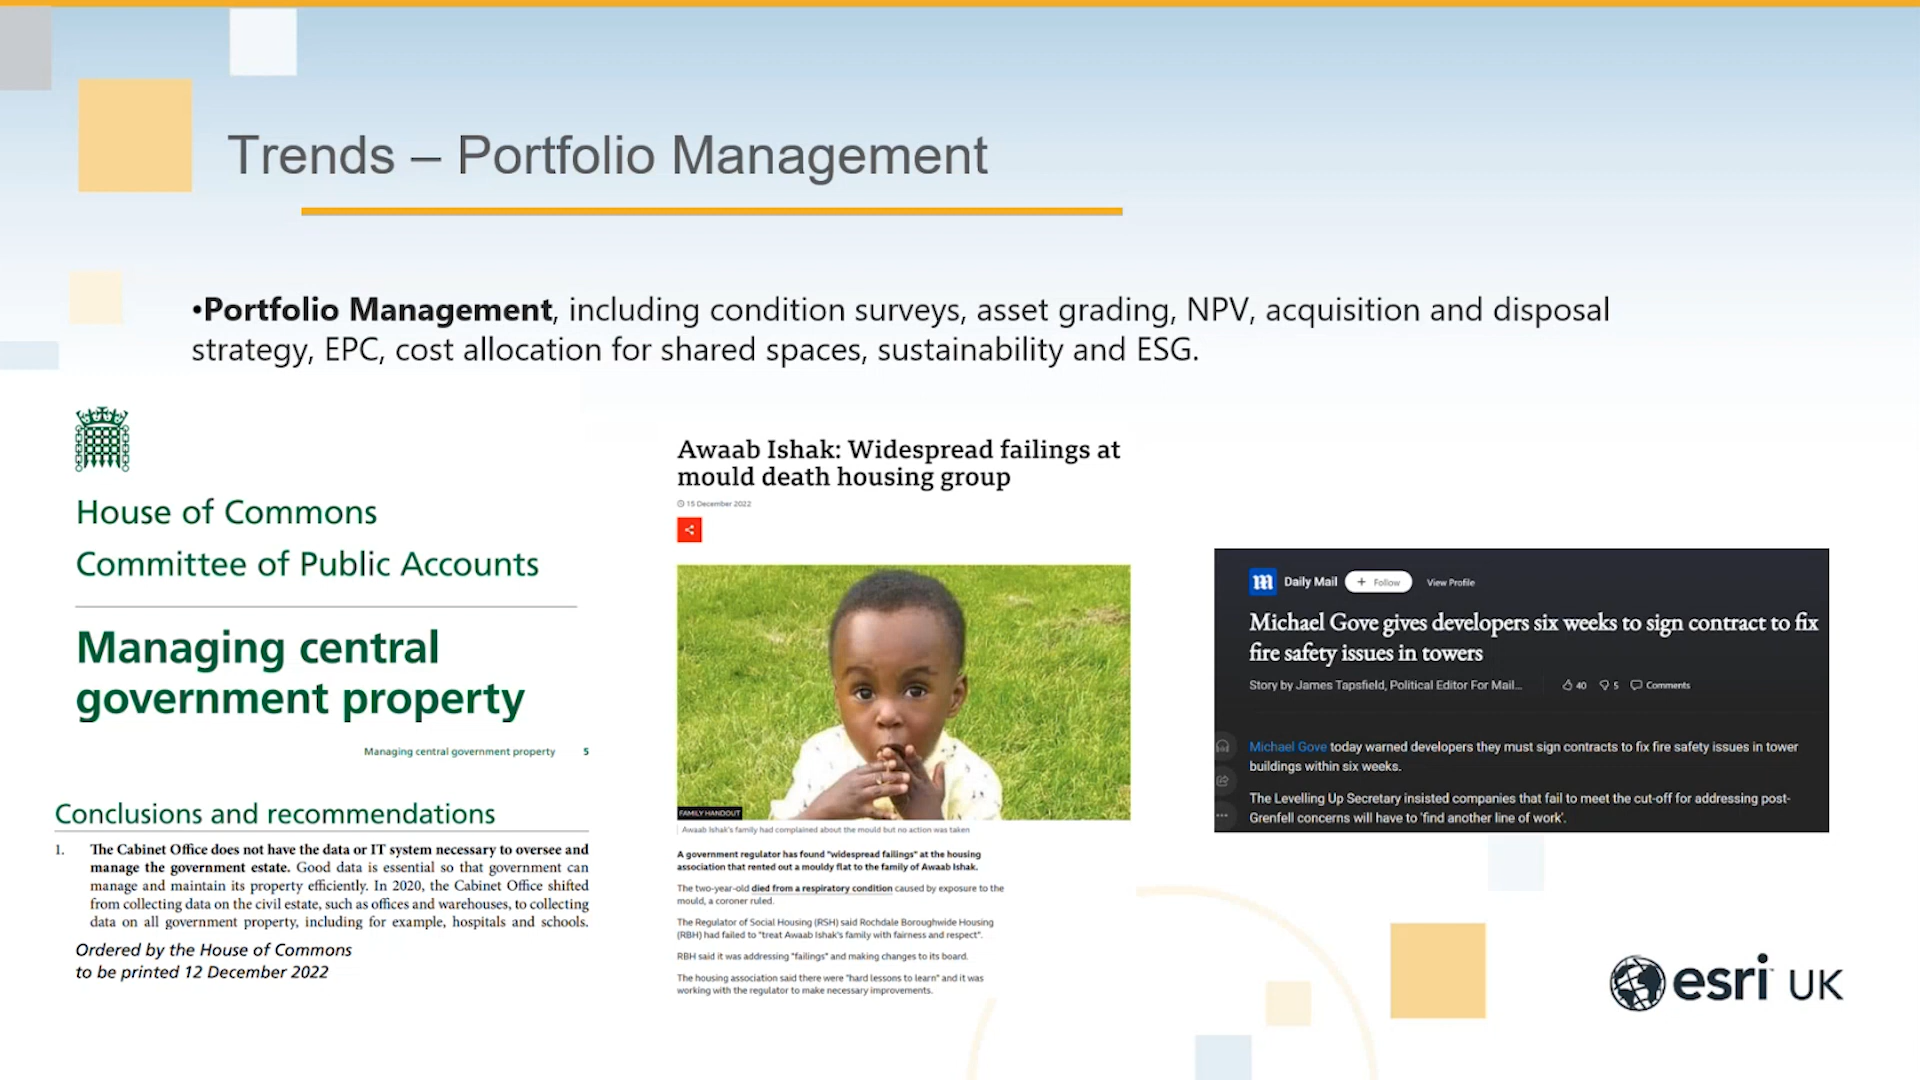 Trends – Portfolio Management
•Portfolio Management, including condition surveys, asset grading, NPV, acquisition and disposal
strategy, EPC, cost allocation for shared spaces, sustainability and ESG.
House of Commons
Committee of Public Accounts
Managing central
government property
Managing central government property 5
Conclusions and recommendations
1. The Cabinet Office does not have the data or IT system necessary to oversee and
manage the government estate. Good data is essential so that government can
manage and maintain its property efficiently. In 2020, the Cabinet Office shifted
from collecting data on the civil estate, such as offices and warehouses, to collecting
data on all government property, including for example, hospitals and schools.
Ordered by the House of Commons
to be printed 12 December 2022
Awaab Ishak: Widespread failings at
mould death housing group
15 December 2022
FAMILY HANDOUT
Awaab Ishak's family had complained about the mould but no action was taken
A government regulator has found "widespread failings" at the housing
association that rented out a mouldy flat to the family of Awaab Ishak.
The two-year-old died from a respiratory condition caused by exposure to the
mould, a coroner ruled.
The Regulator of Social Housing (RSH) said Rochdale Boroughwide Housing
(RBH) had failed to "treat Awaab Ishak's family with fairness and respect".
RBH said it was addressing "failings" and making changes to its board.
The housing association said there were "hard lessons to learn" and it was
working with the regulator to make necessary improvements.
m Daily Mail + Follow View Profile
Michael Gove gives developers six weeks to sign contract to fix
fire safety issues in towers
Story by James Tapsfield, Political Editor For Mail... 40 5 Comments
Michael Gove today warned developers they must sign contracts to fix fire safety issues in tower
buildings within six weeks.
The Levelling Up Secretary insisted companies that fail to meet the cut-off for addressing post-
Grenfell concerns will have to 'find another line of work'.
esri UK